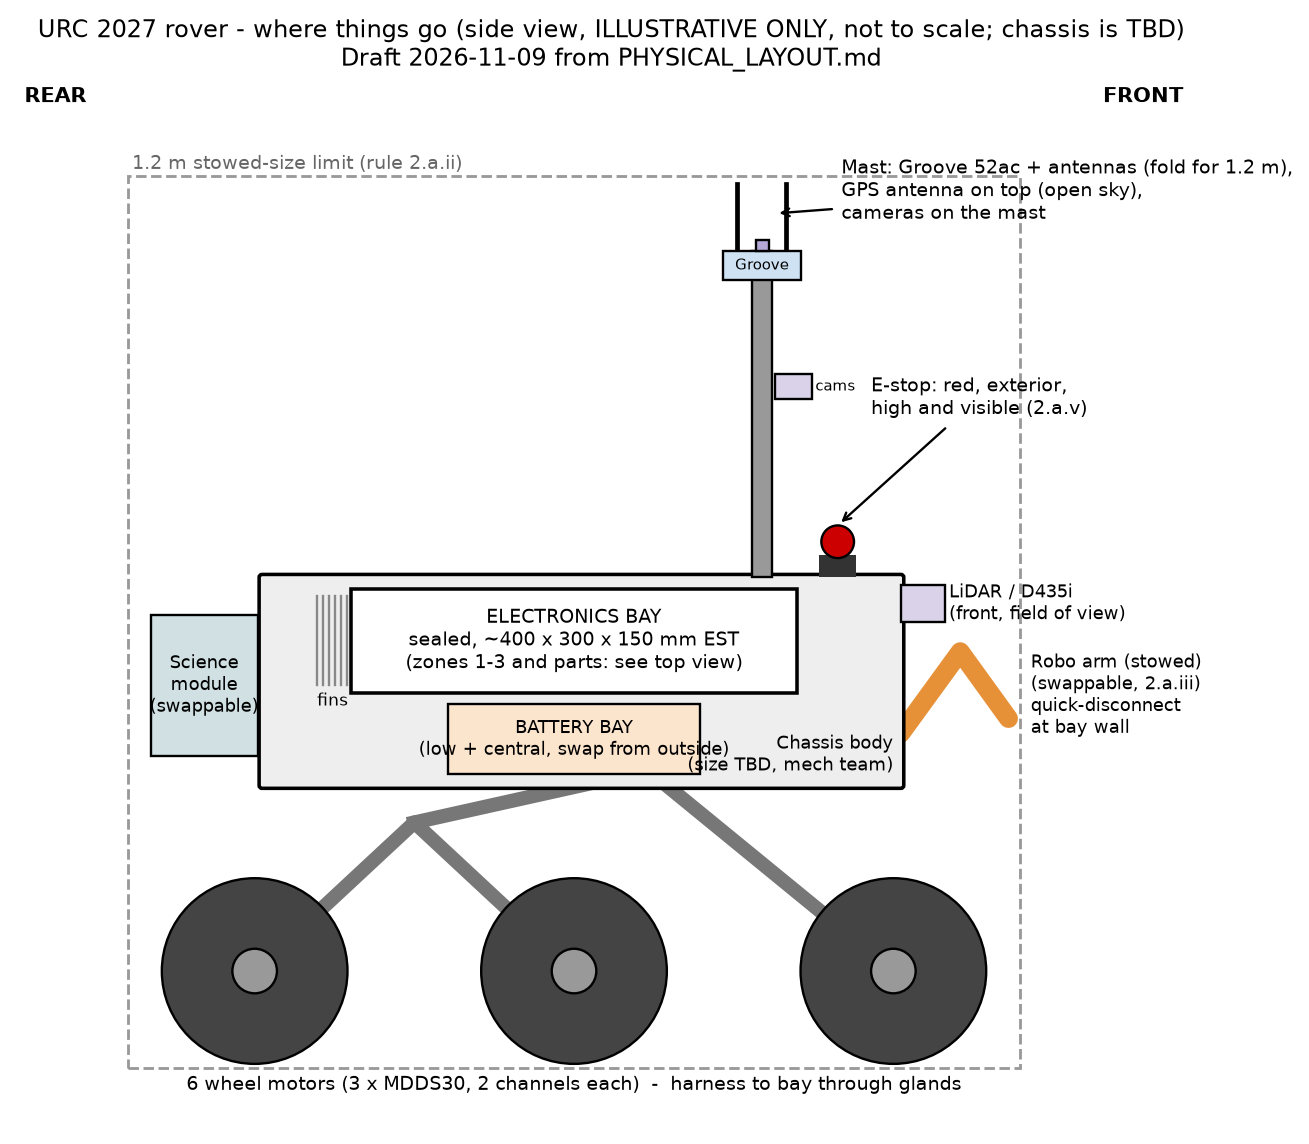 URC 2027 rover - where things go (side view, ILLUSTRATIVE ONLY, not to scale; chassis is TBD)
Draft 2026-11-09 from PHYSICAL_LAYOUT.md
REAR
FRONT
1.2 m stowed-size limit (rule 2.a.ii)
Mast: Groove 52ac + antennas (fold for 1.2 m),
GPS antenna on top (open sky),
cameras on the mast
Groove
cams
E-stop: red, exterior,
high and visible (2.a.v)
ELECTRONICS BAY
sealed, ~400 x 300 x 150 mm EST
(zones 1-3 and parts: see top view)
LiDAR / D435i
(front, field of view)
Science
module
(swappable)
fins
Robo arm (stowed)
(swappable, 2.a.iii)
quick-disconnect
at bay wall
BATTERY BAY
(low + central, swap from outside)
Chassis body
(size TBD, mech team)
6 wheel motors (3 x MDDS30, 2 channels each)  -  harness to bay through glands